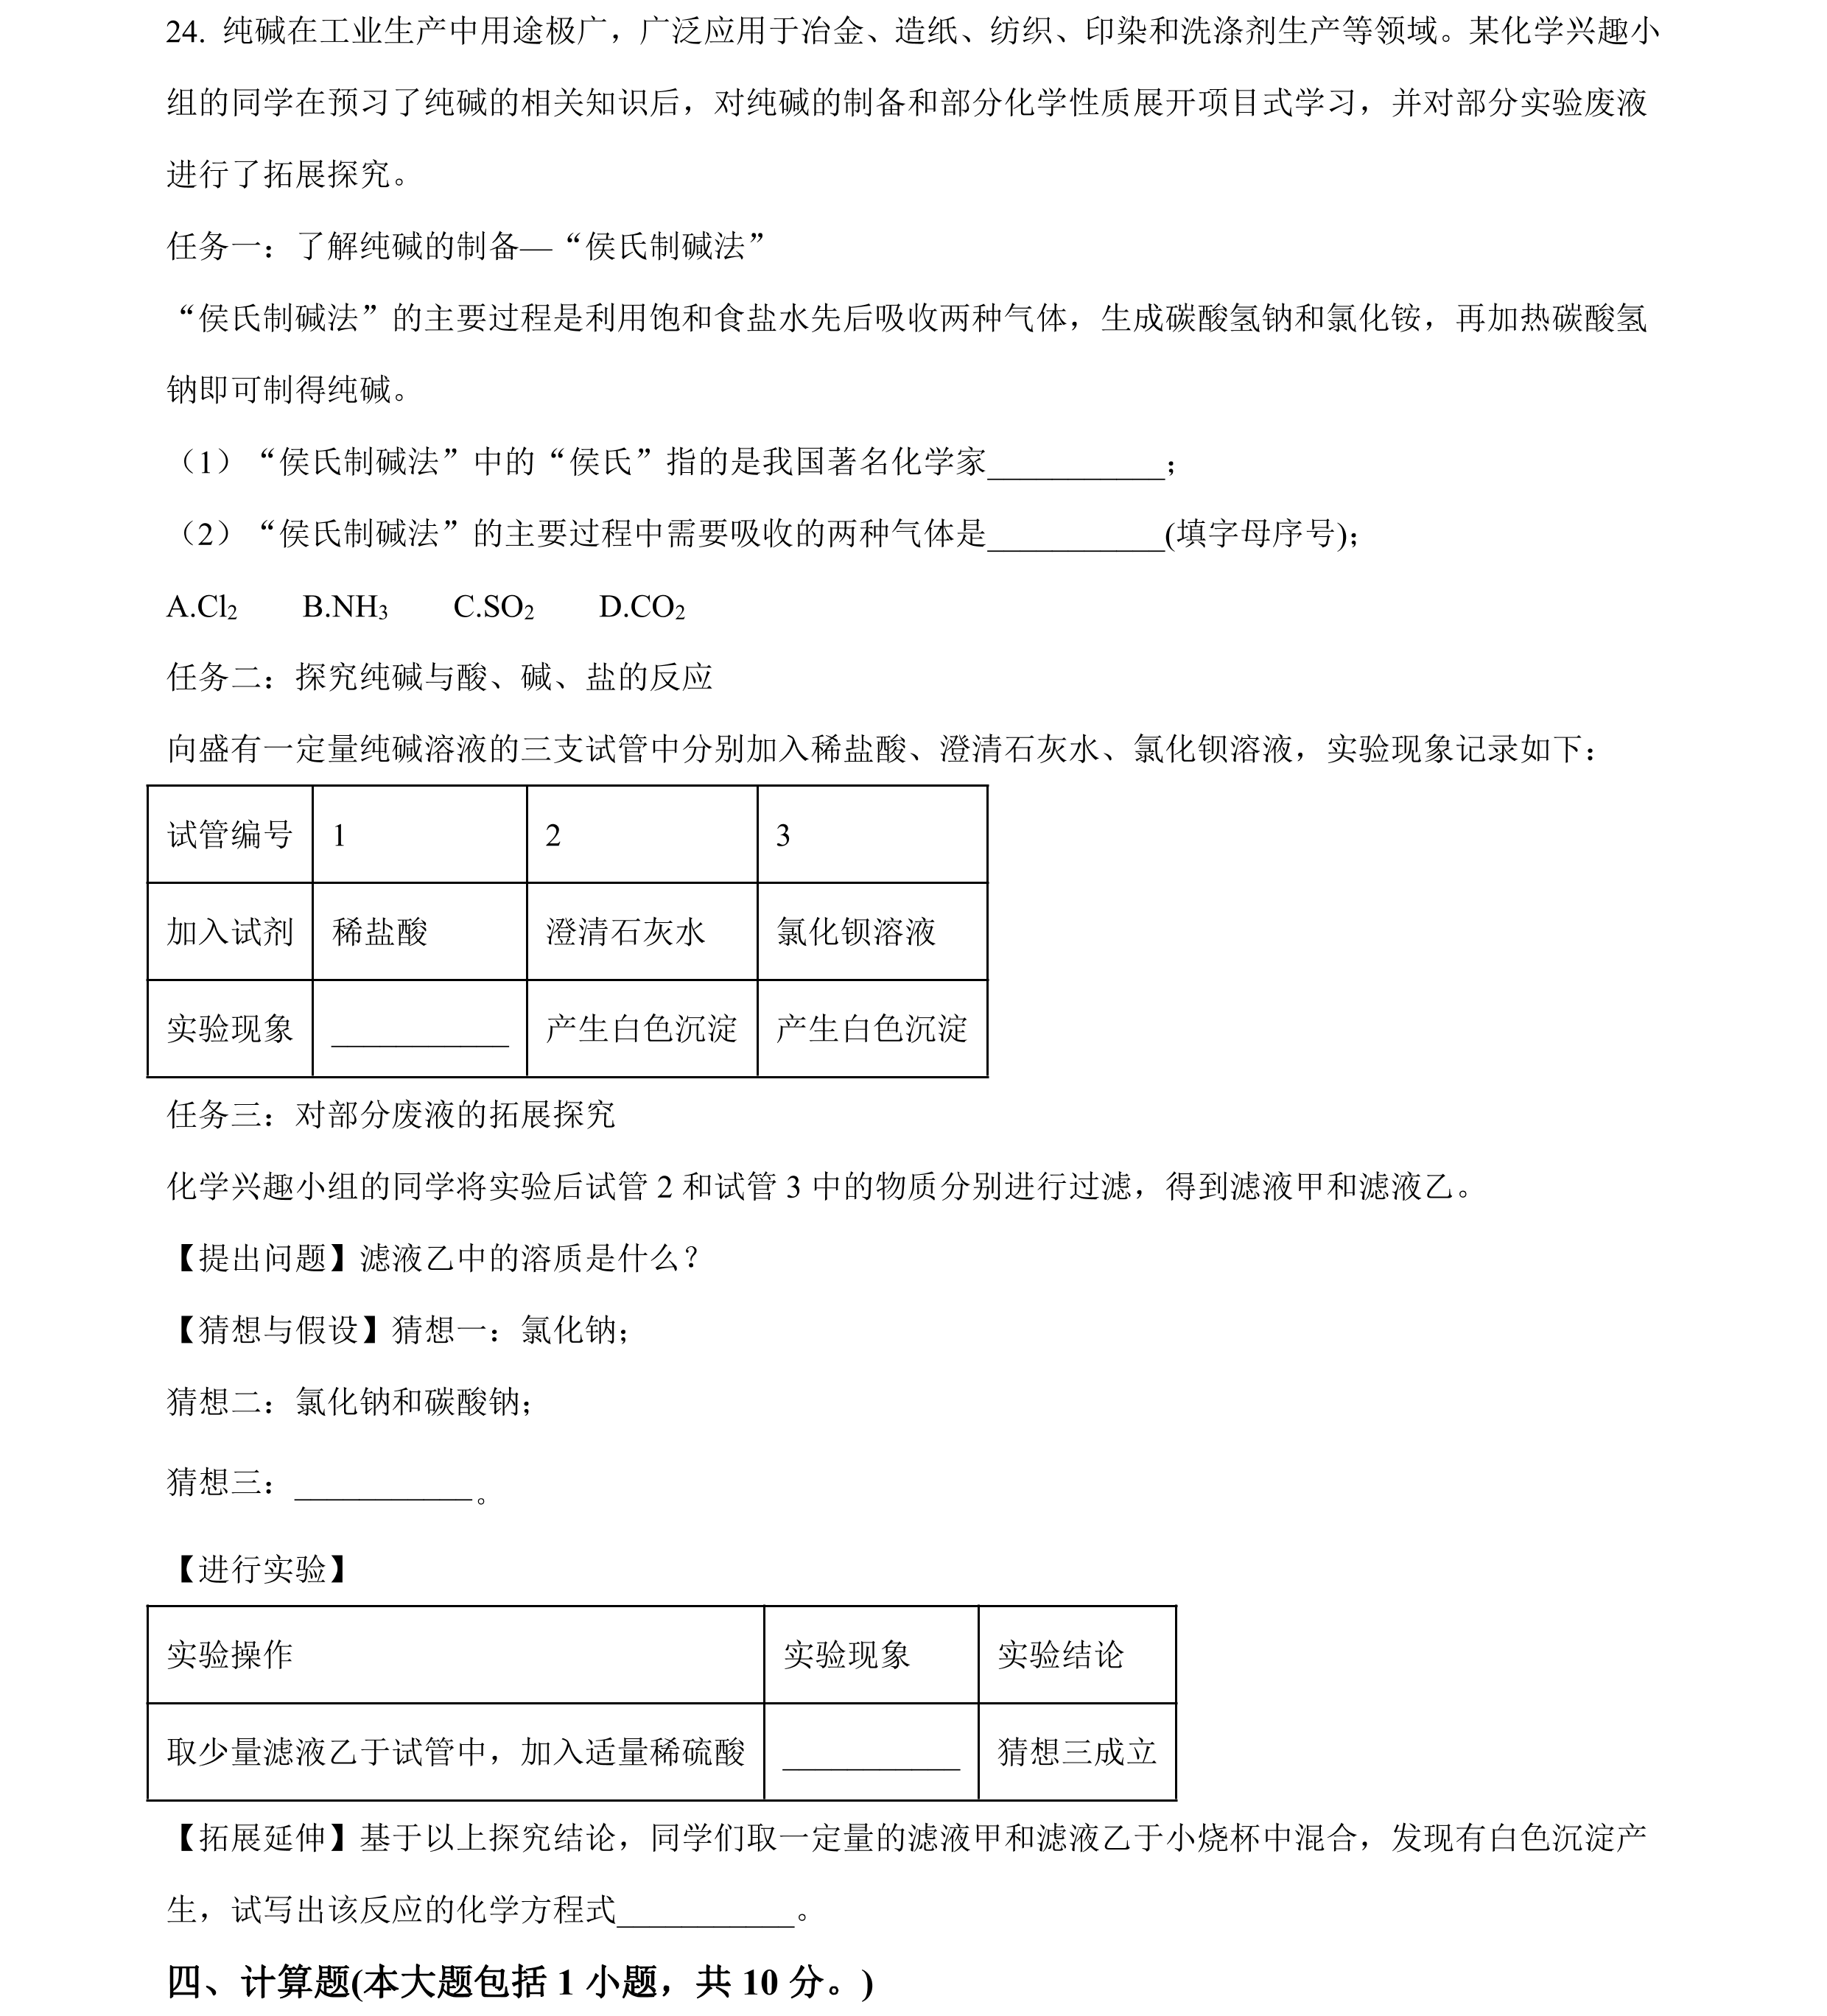 24. 纯碱在工业生产中用途极广，广泛应用于冶金、造纸、纺织、印染和洗涤剂生产等领域。某化学兴趣小
组的同学在预习了纯碱的相关知识后，对纯碱的制备和部分化学性质展开项目式学习，并对部分实验废液
进行了拓展探究。
任务一：了解纯碱的制备—“侯氏制碱法”
“侯氏制碱法”的主要过程是利用饱和食盐水先后吸收两种气体，生成碳酸氢钠和氯化铵，再加热碳酸氢
钠即可制得纯碱。
（1）“侯氏制碱法”中的“侯氏”指的是我国著名化学家___________；
（2）“侯氏制碱法”的主要过程中需要吸收的两种气体是___________(填字母序号)；
A.Cl₂ B.NH₃ C.SO₂ D.CO₂
任务二：探究纯碱与酸、碱、盐的反应
向盛有一定量纯碱溶液的三支试管中分别加入稀盐酸、澄清石灰水、氯化钡溶液，实验现象记录如下：
试管编号 1 2 3
加入试剂 稀盐酸 澄清石灰水 氯化钡溶液
实验现象 ___________ 产生白色沉淀 产生白色沉淀
任务三：对部分废液的拓展探究
化学兴趣小组的同学将实验后试管 2 和试管 3 中的物质分别进行过滤，得到滤液甲和滤液乙。
【提出问题】滤液乙中的溶质是什么？
【猜想与假设】猜想一：氯化钠；
猜想二：氯化钠和碳酸钠；
猜想三：___________。
【进行实验】
实验操作 实验现象 实验结论
取少量滤液乙于试管中，加入适量稀硫酸 ___________ 猜想三成立
【拓展延伸】基于以上探究结论，同学们取一定量的滤液甲和滤液乙于小烧杯中混合，发现有白色沉淀产
生，试写出该反应的化学方程式___________。
四、计算题(本大题包括 1 小题，共 10 分。)